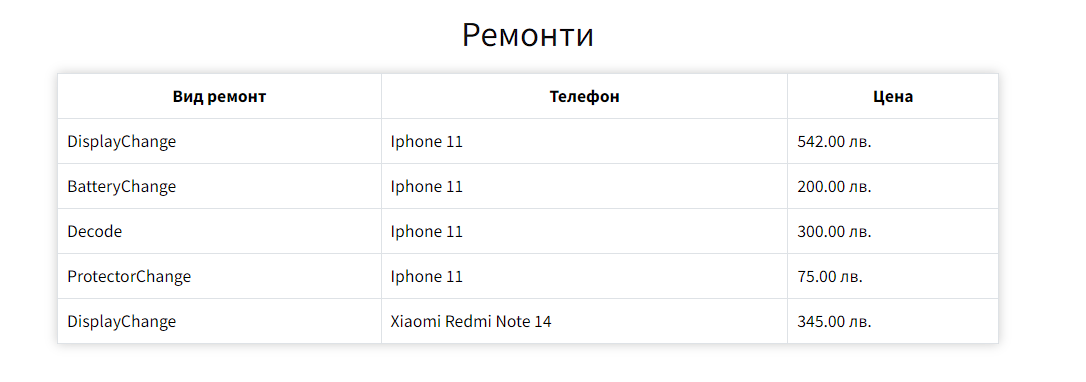 Ремонти
Вид ремонт Телефон Цена
DisplayChange Iphone 11 542.00 лв.
BatteryChange Iphone 11 200.00 лв.
Decode Iphone 11 300.00 лв.
ProtectorChange Iphone 11 75.00 лв.
DisplayChange Xiaomi Redmi Note 14 345.00 лв.